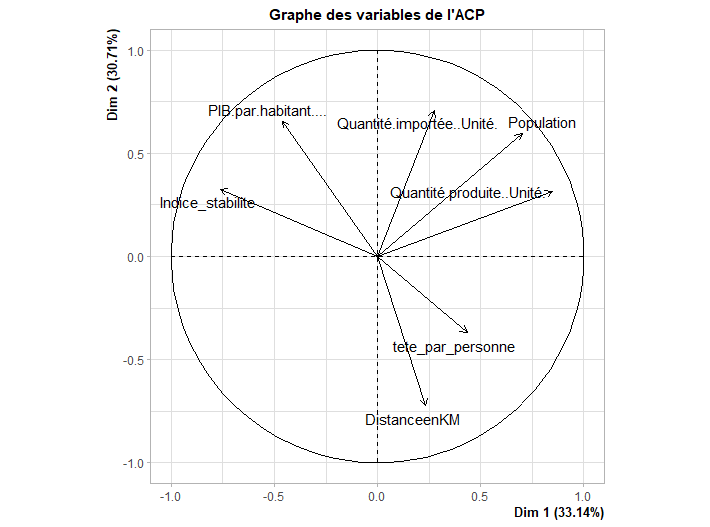 Graphe des variables de l'ACP
Dim 2 (30.71%)
1.0
0.5
0.0
-0.5
-1.0
PIB.par.habitant....
Quantité.importée..Unité.
Population
Quantité.produite..Unité.
Indice_stabilite
tete_par_personne
DistanceenKM
-1.0
-0.5
0.0
0.5
1.0
Dim 1 (33.14%)